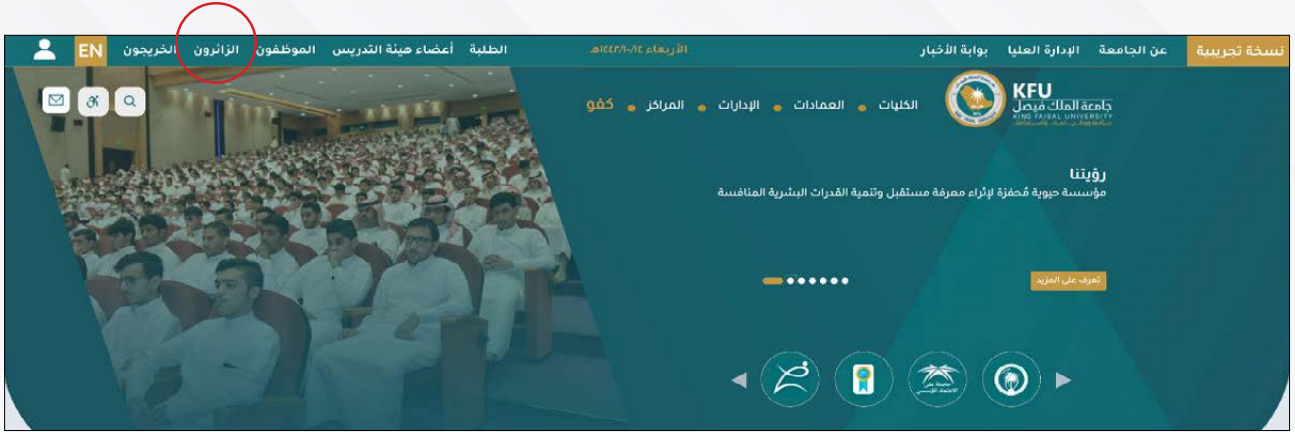 نسخة تجريبية
عن الجامعة الإدارة العليا بوابة الأخبار
الأربعاء ١٤٤٣/١٠/١٤هـ
الطلبة أعضاء هيئة التدريس الموظفون الزائرون الخريجون EN
KFU
جامعة الملك فيصل
KING FAISAL UNIVERSITY
الكليات العمادات الإدارات المراكز كفو
رؤيتنا
مؤسسة حيوية مُحفزة لإثراء معرفة مستقبل وتنمية القدرات البشرية المنافسة
تعرف على المزيد